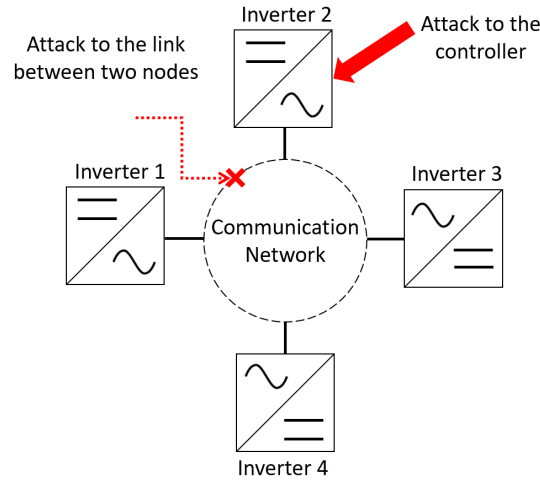 Inverter 2
Attack to the link
between two nodes
Attack to the
controller
Inverter 1
Inverter 3
Communication
Network
Inverter 4